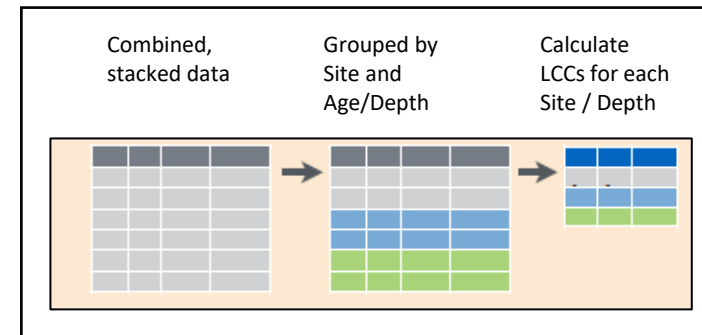 Combined,
stacked data
Grouped by
Site and
Age/Depth
Calculate
LCCs for each
Site / Depth